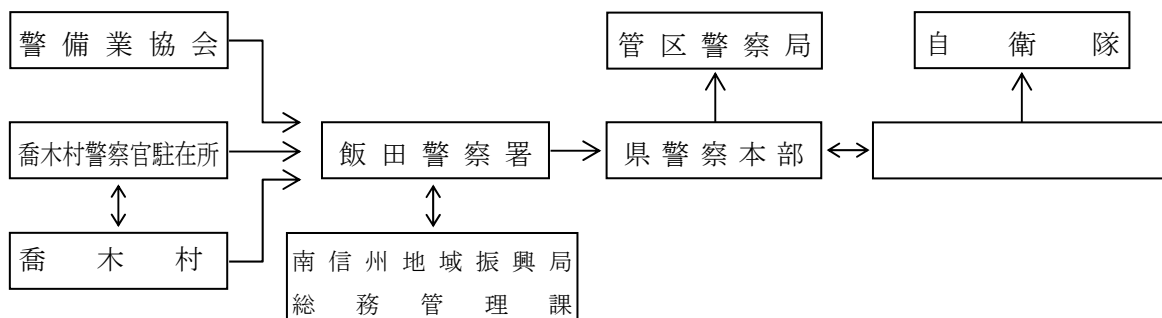 警備業協会
管区警察局
自衛隊
喬木村警察官駐在所
飯田警察署
県警察本部
喬木村
南信州地域振興局
総務管理課